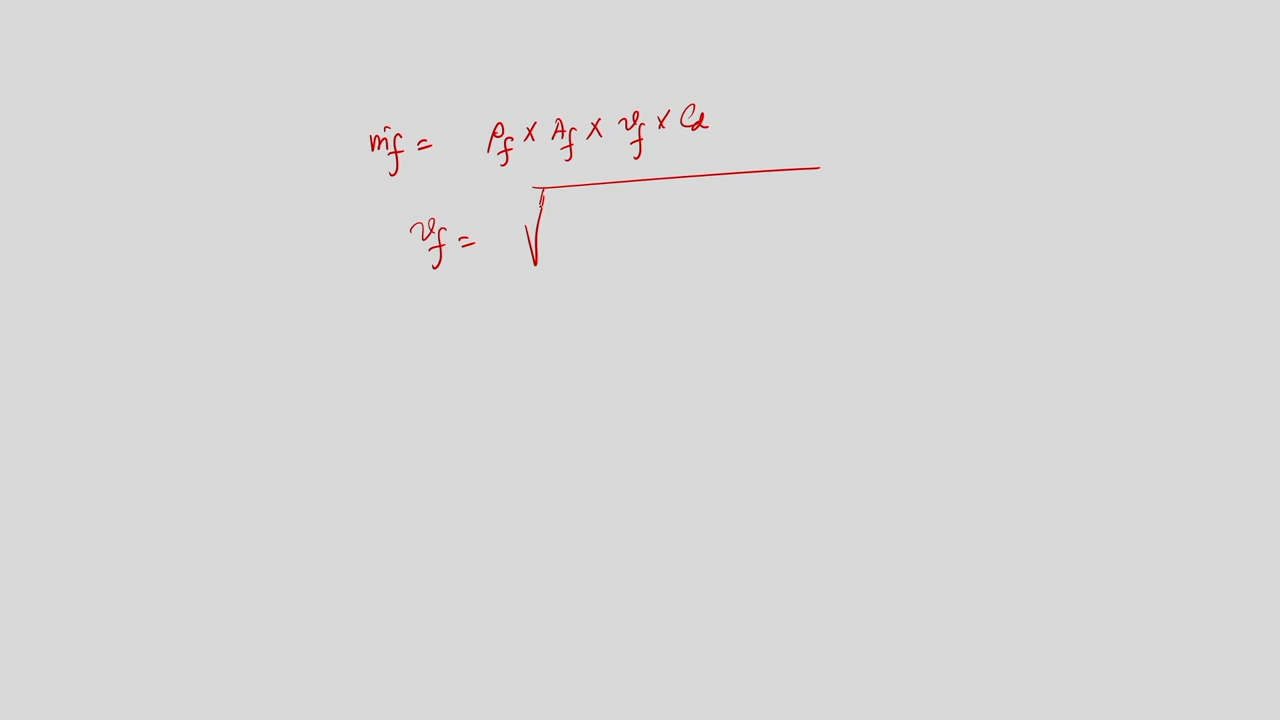 ṁf = ρf × Af × vf × Cd
vf = √